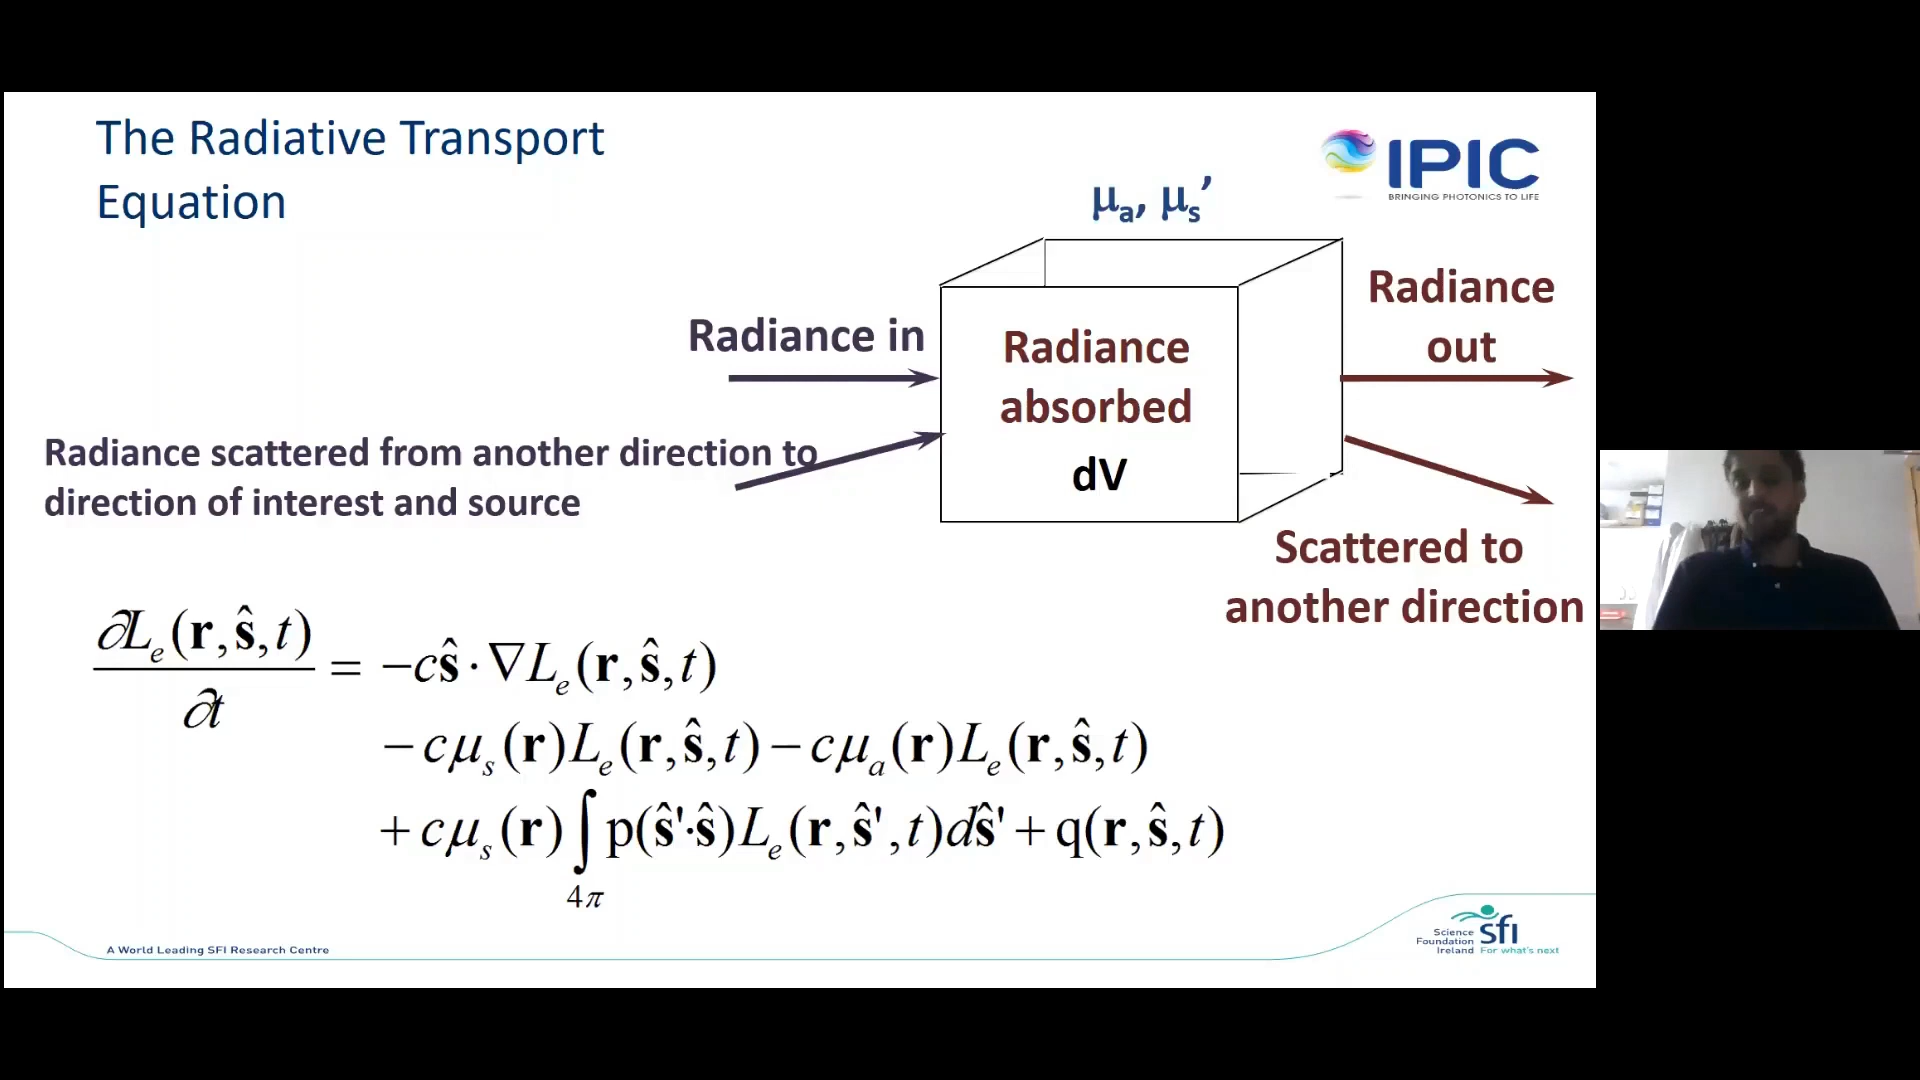 The Radiative Transport
Equation
IPIC
BRINGING PHOTONICS TO LIFE
μa, μs′
Radiance in
Radiance
absorbed
dV
Radiance
out
Radiance scattered from another direction to
direction of interest and source
Scattered to
another direction
∂Le(r,ŝ,t)/∂t = −cŝ·∇Le(r,ŝ,t)
−cμs(r)Le(r,ŝ,t)−cμa(r)Le(r,ŝ,t)
+cμs(r)∫4π p(ŝ'·ŝ)Le(r,ŝ',t)dŝ'+q(r,ŝ,t)
A World Leading SFI Research Centre
Science
Foundation
Ireland
sfi
For what's next